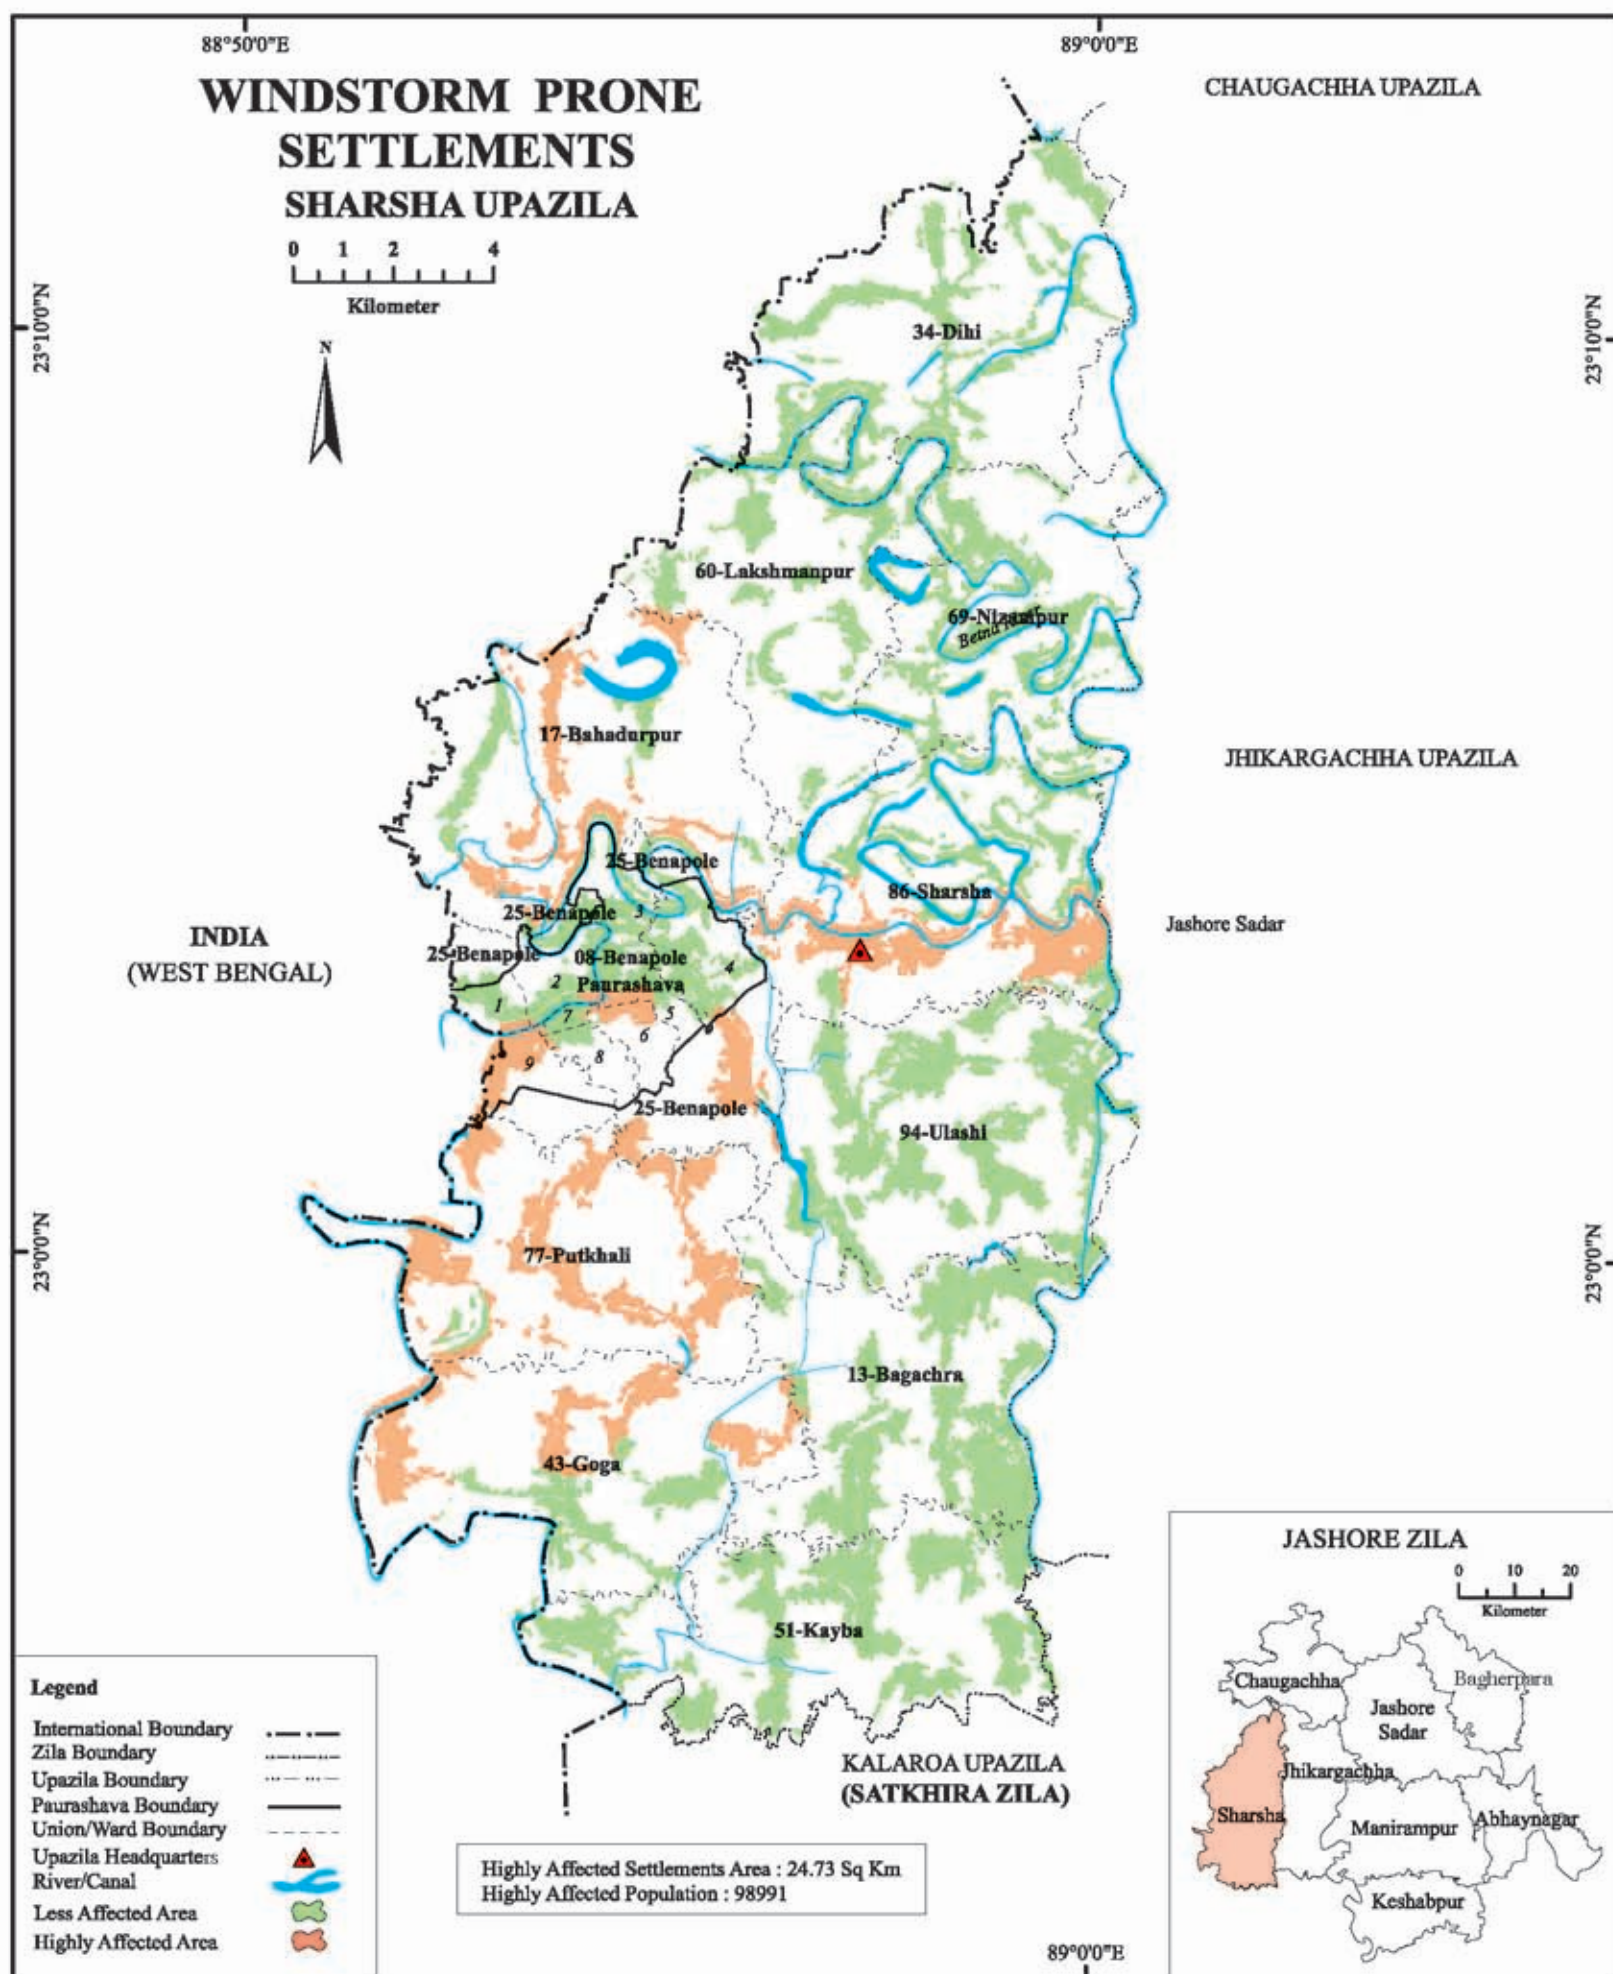 88°50'0"E
89°0'0"E
WINDSTORM PRONE
SETTLEMENTS
SHARSHA UPAZILA
0 1 2 4
Kilometer
N
CHAUGACHHA UPAZILA
23°10'0"N
23°10'0"N
34-Dihi
60-Lakshmanpur
69-Nizampur
Betna River
17-Bahadurpur
JHIKARGACHHA UPAZILA
25-Benapole
86-Sharsha
25-Benapole
3
Jashore Sadar
INDIA
(WEST BENGAL)
25-Benapole
08-Benapole
Paurashava
4
2
1
7
5
6
8
9
25-Benapole
94-Ulashi
23°0'0"N
23°0'0"N
77-Putkhali
13-Bagachra
43-Goga
51-Kayba
KALAROA UPAZILA
(SATKHIRA ZILA)
Legend
International Boundary
Zila Boundary
Upazila Boundary
Paurashava Boundary
Union/Ward Boundary
Upazila Headquarters
River/Canal
Less Affected Area
Highly Affected Area
Highly Affected Settlements Area : 24.73 Sq Km
Highly Affected Population : 98991
89°0'0"E
JASHORE ZILA
0 10 20
Kilometer
Chaugachha
Bagherpara
Jashore
Sadar
Jhikargachha
Sharsha
Manirampur
Abhaynagar
Keshabpur